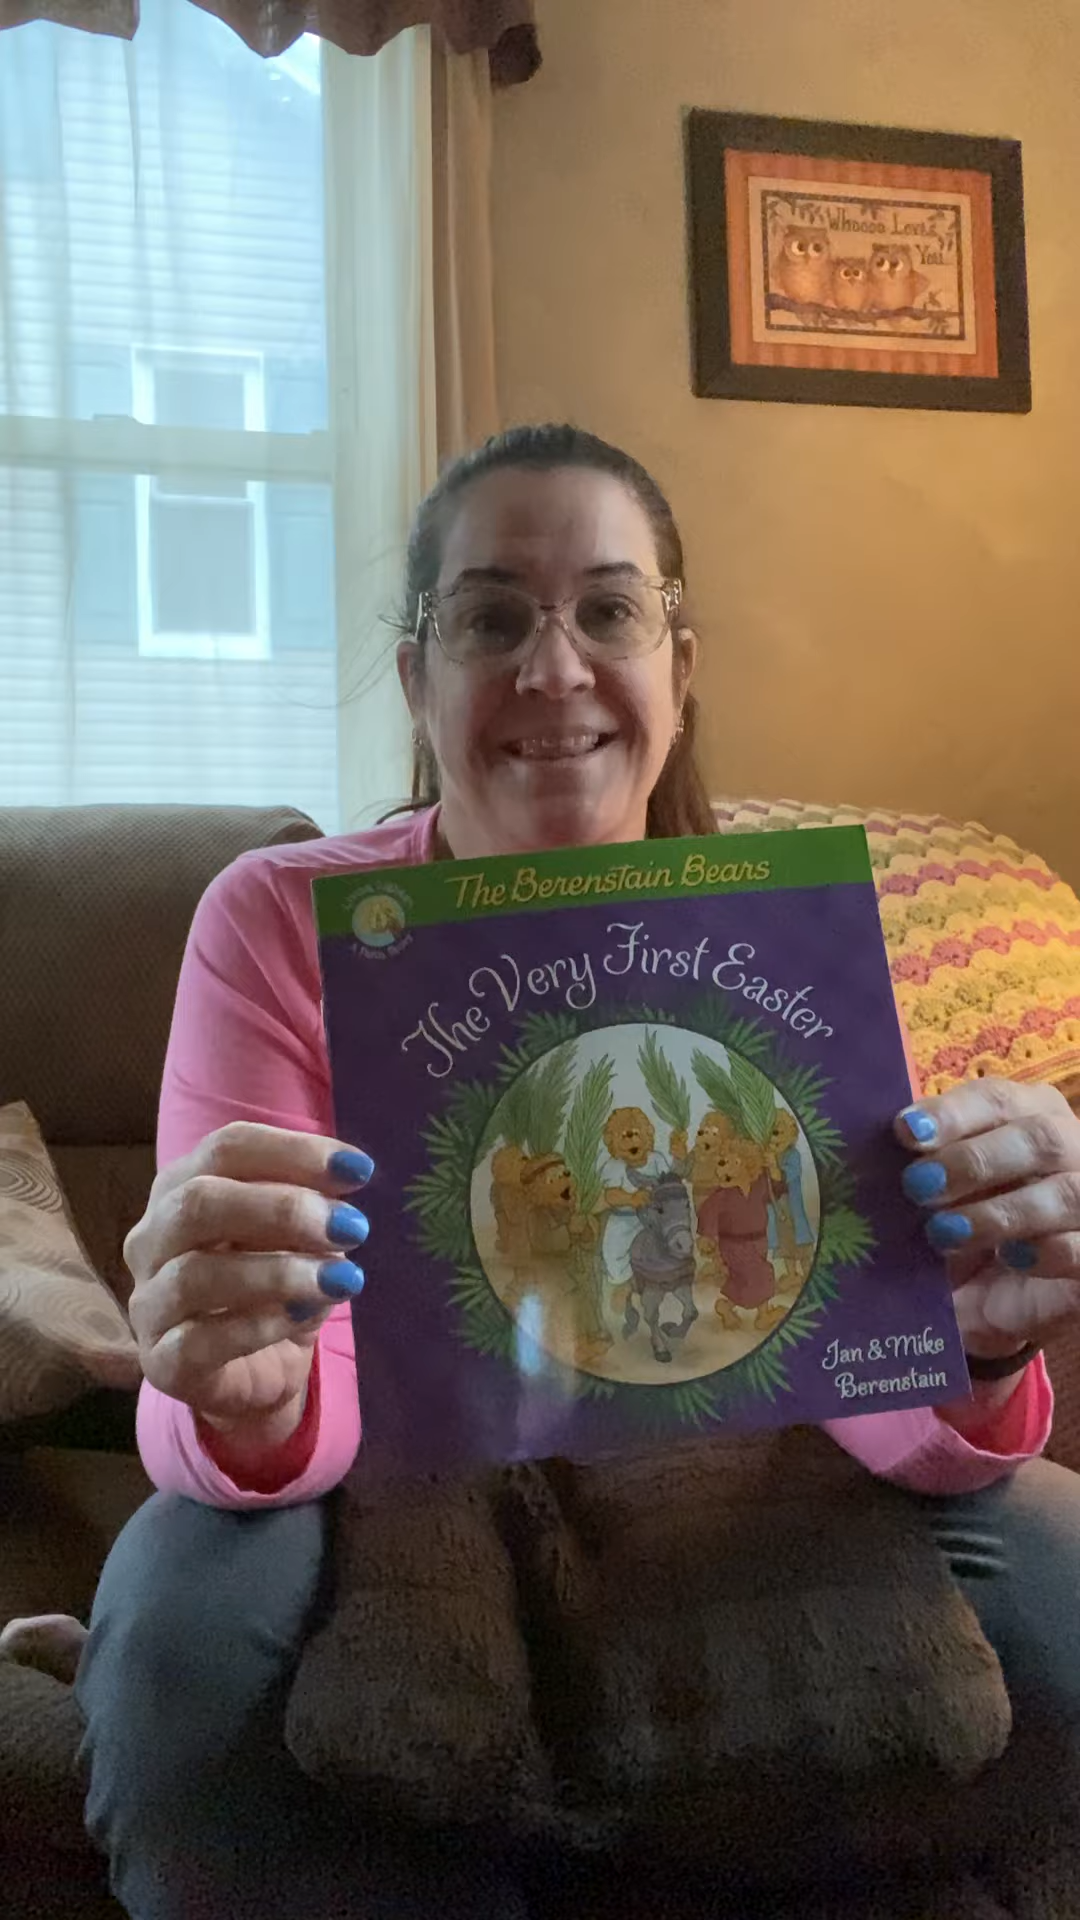 Whoooo Loves
You
The Berenstain Bears
The Very First Easter
Jan & Mike
Berenstain